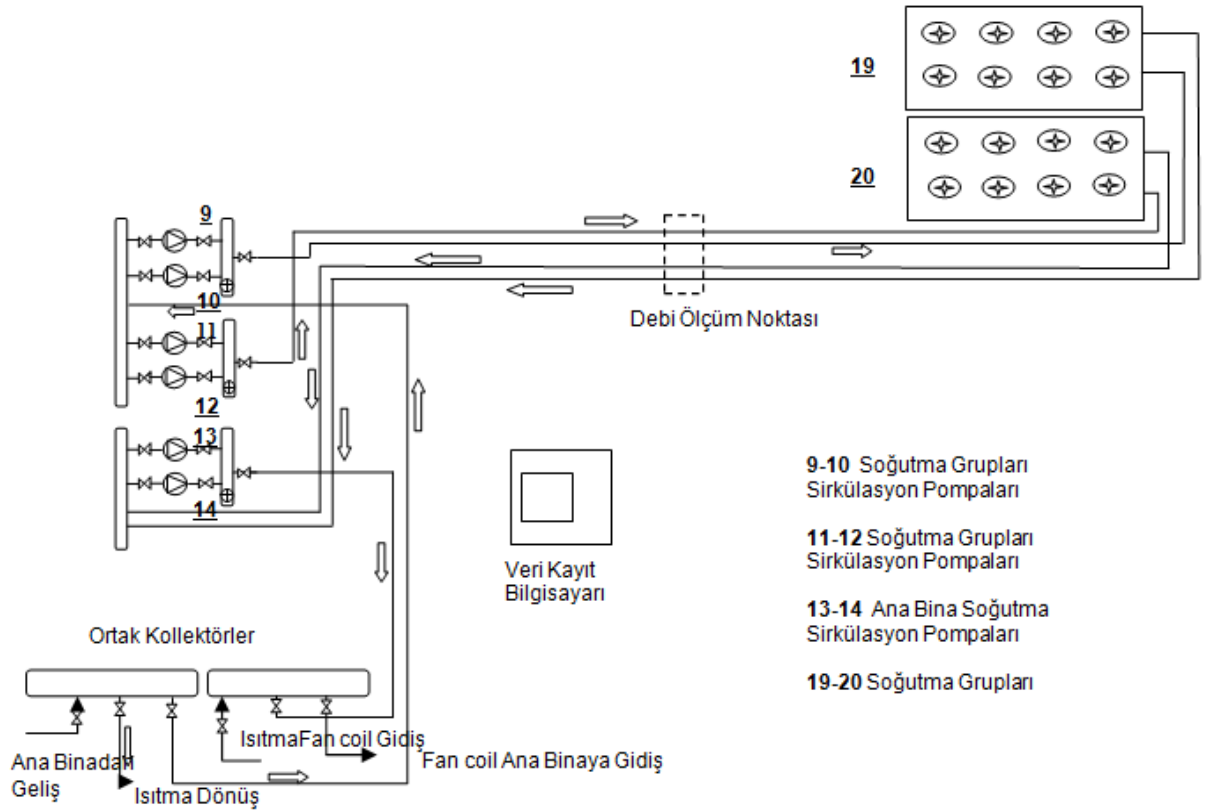 19
20
9
10
11
12
13
14
Debi Ölçüm Noktası
Veri Kayıt
Bilgisayarı
9-10 Soğutma Grupları
Sirkülasyon Pompaları
11-12 Soğutma Grupları
Sirkülasyon Pompaları
13-14 Ana Bina Soğutma
Sirkülasyon Pompaları
19-20 Soğutma Grupları
Ortak Kollektörler
Ana Binadan
Geliş
Isıtma Dönüş
IsıtmaFan coil Gidiş
Fan coil Ana Binaya Gidiş